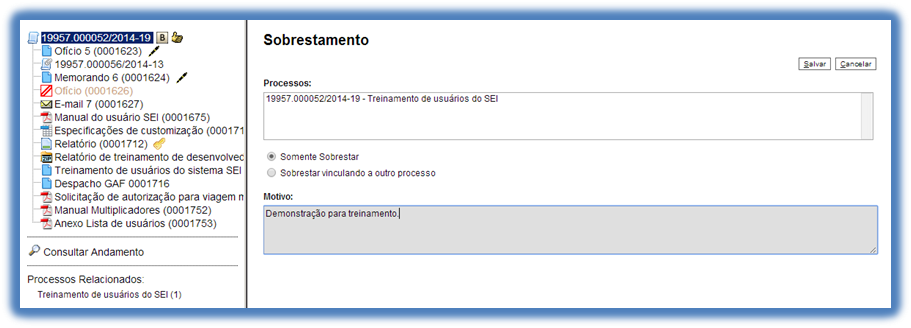 19957.000052/2014-19 B
Ofício 5 (0001623)
19957.000056/2014-13
Memorando 6 (0001624)
Ofício (0001626)
E-mail 7 (0001627)
Manual do usuário SEI (0001675)
Especificações de customização (000171
Relatório (0001712)
Relatório de treinamento de desenvolvec
Treinamento de usuários do sistema SEI
Despacho GAF 0001716
Solicitação de autorização para viagem n
Manual Multiplicadores (0001752)
Anexo Lista de usuários (0001753)
Consultar Andamento
Processos Relacionados:
Treinamento de usuários do SEI (1)
Sobrestamento
Salvar Cancelar
Processos:
19957.000052/2014-19 - Treinamento de usuários do SEI
Somente Sobrestar
Sobrestar vinculando a outro processo
Motivo:
Demonstração para treinamento.